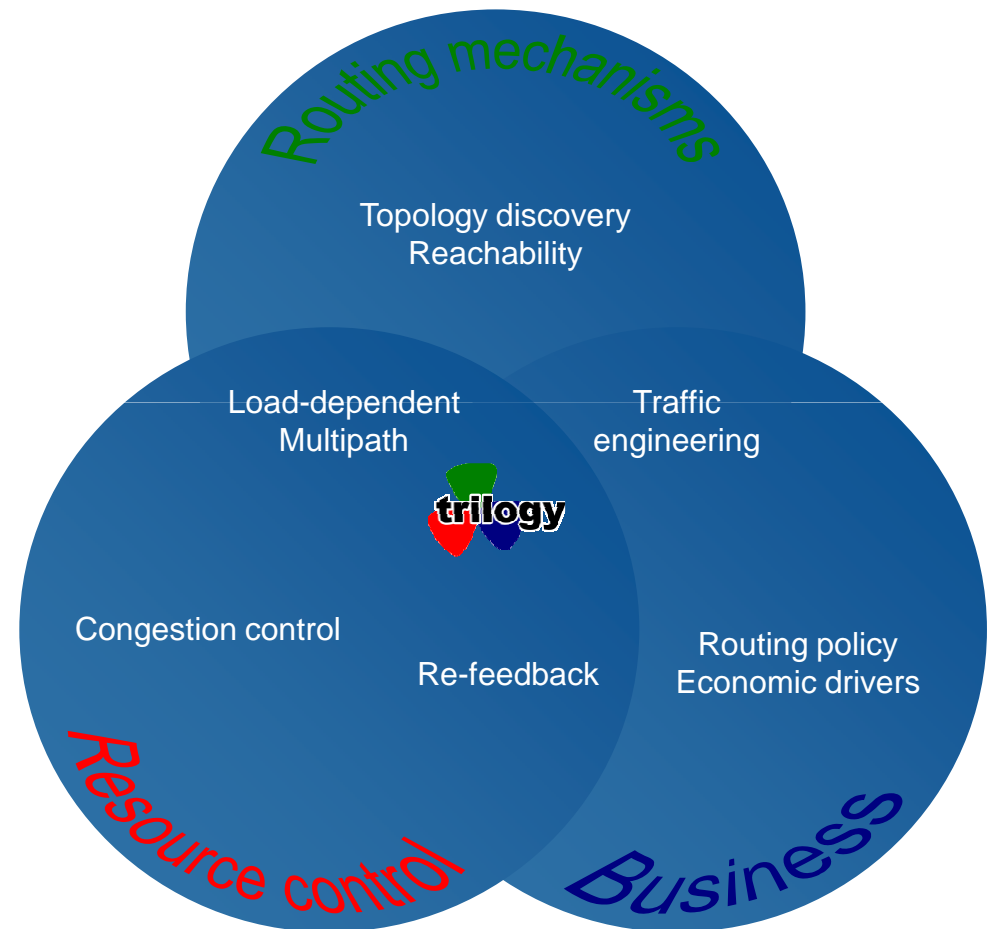 Routing mechanisms
Topology discovery
Reachability
Load-dependent
Multipath
Traffic
engineering
trilogy
Congestion control
Re-feedback
Routing policy
Economic drivers
Resource control
Business